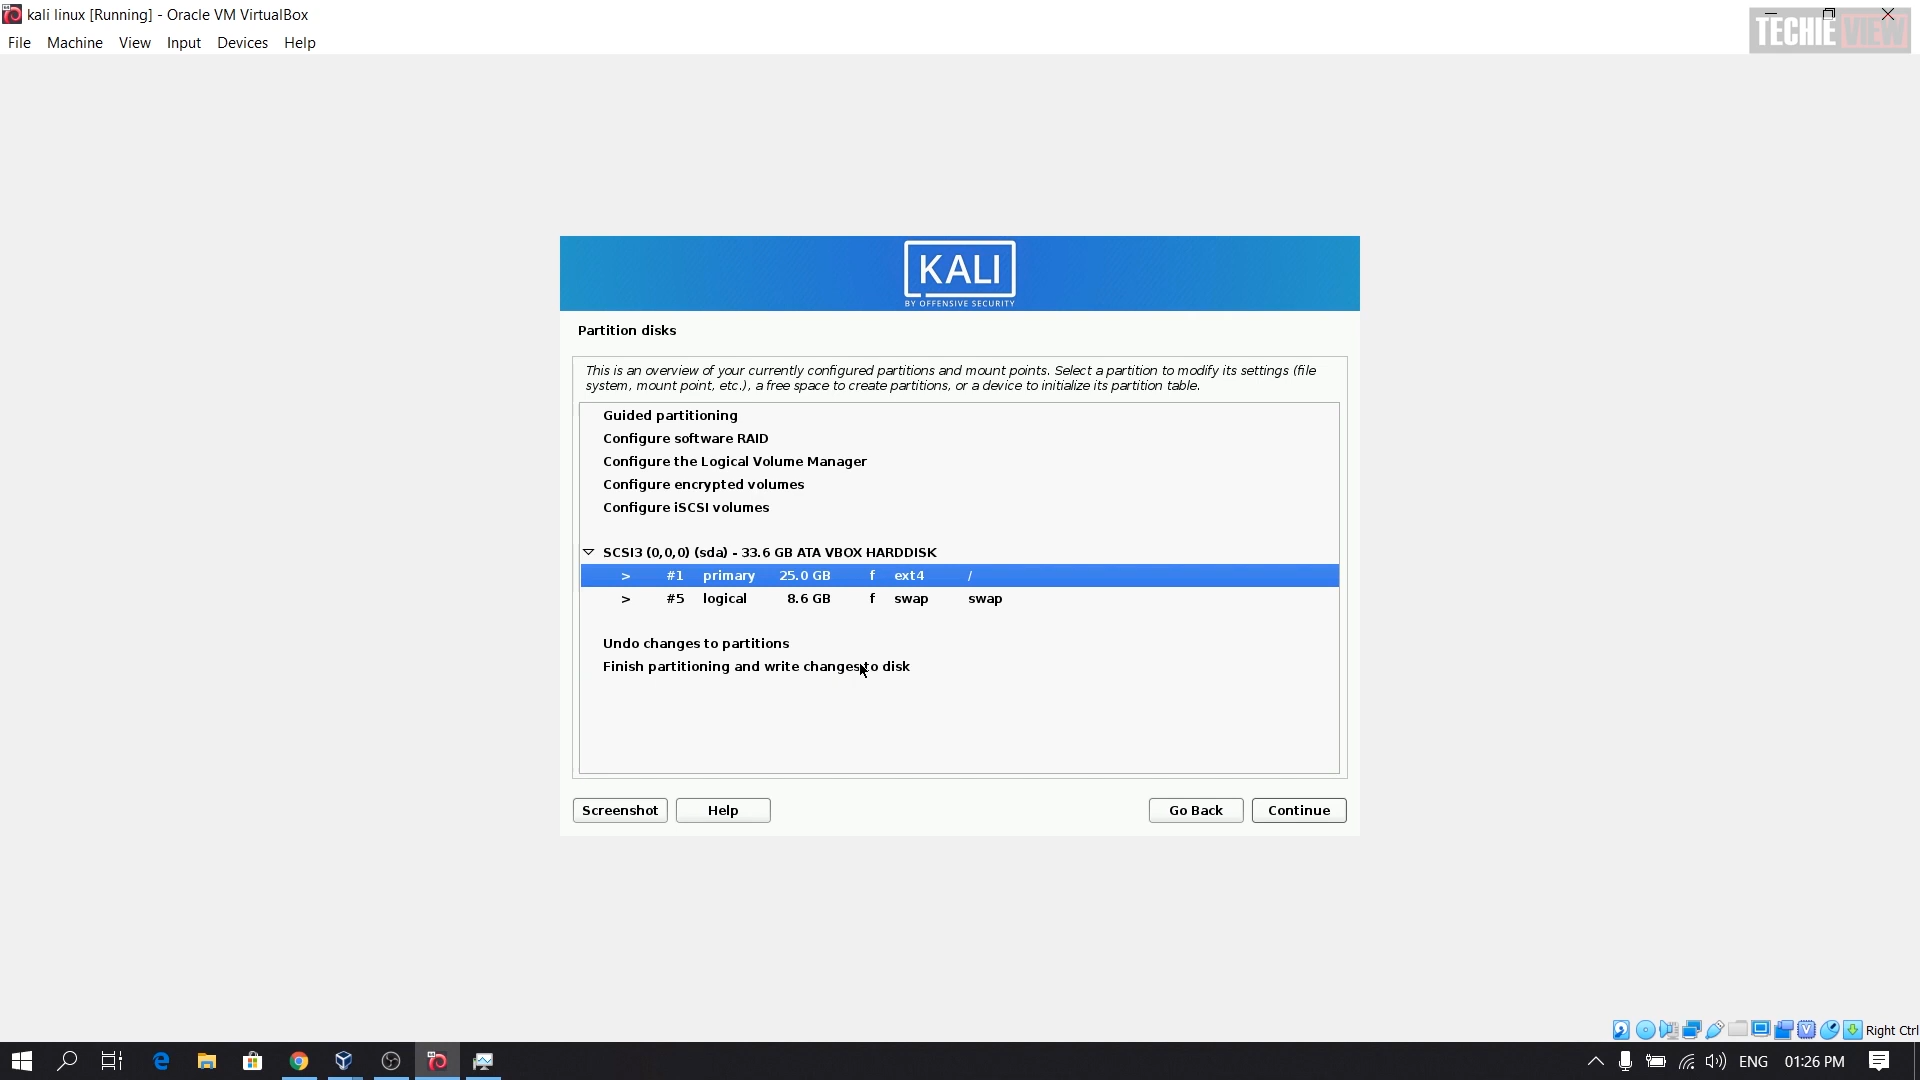 kali linux [Running] - Oracle VM VirtualBox
TECHIE VIEW
File Machine View Input Devices Help
KALI
BY OFFENSIVE SECURITY
Partition disks
This is an overview of your currently configured partitions and mount points. Select a partition to modify its settings (file
system, mount point, etc.), a free space to create partitions, or a device to initialize its partition table.
Guided partitioning
Configure software RAID
Configure the Logical Volume Manager
Configure encrypted volumes
Configure iSCSI volumes
SCSI3 (0,0,0) (sda) - 33.6 GB ATA VBOX HARDDISK
> #1 primary 25.0 GB f ext4 /
> #5 logical 8.6 GB f swap swap
Undo changes to partitions
Finish partitioning and write changes to disk
Screenshot Help Go Back Continue
Right Ctrl
ENG 01:26 PM